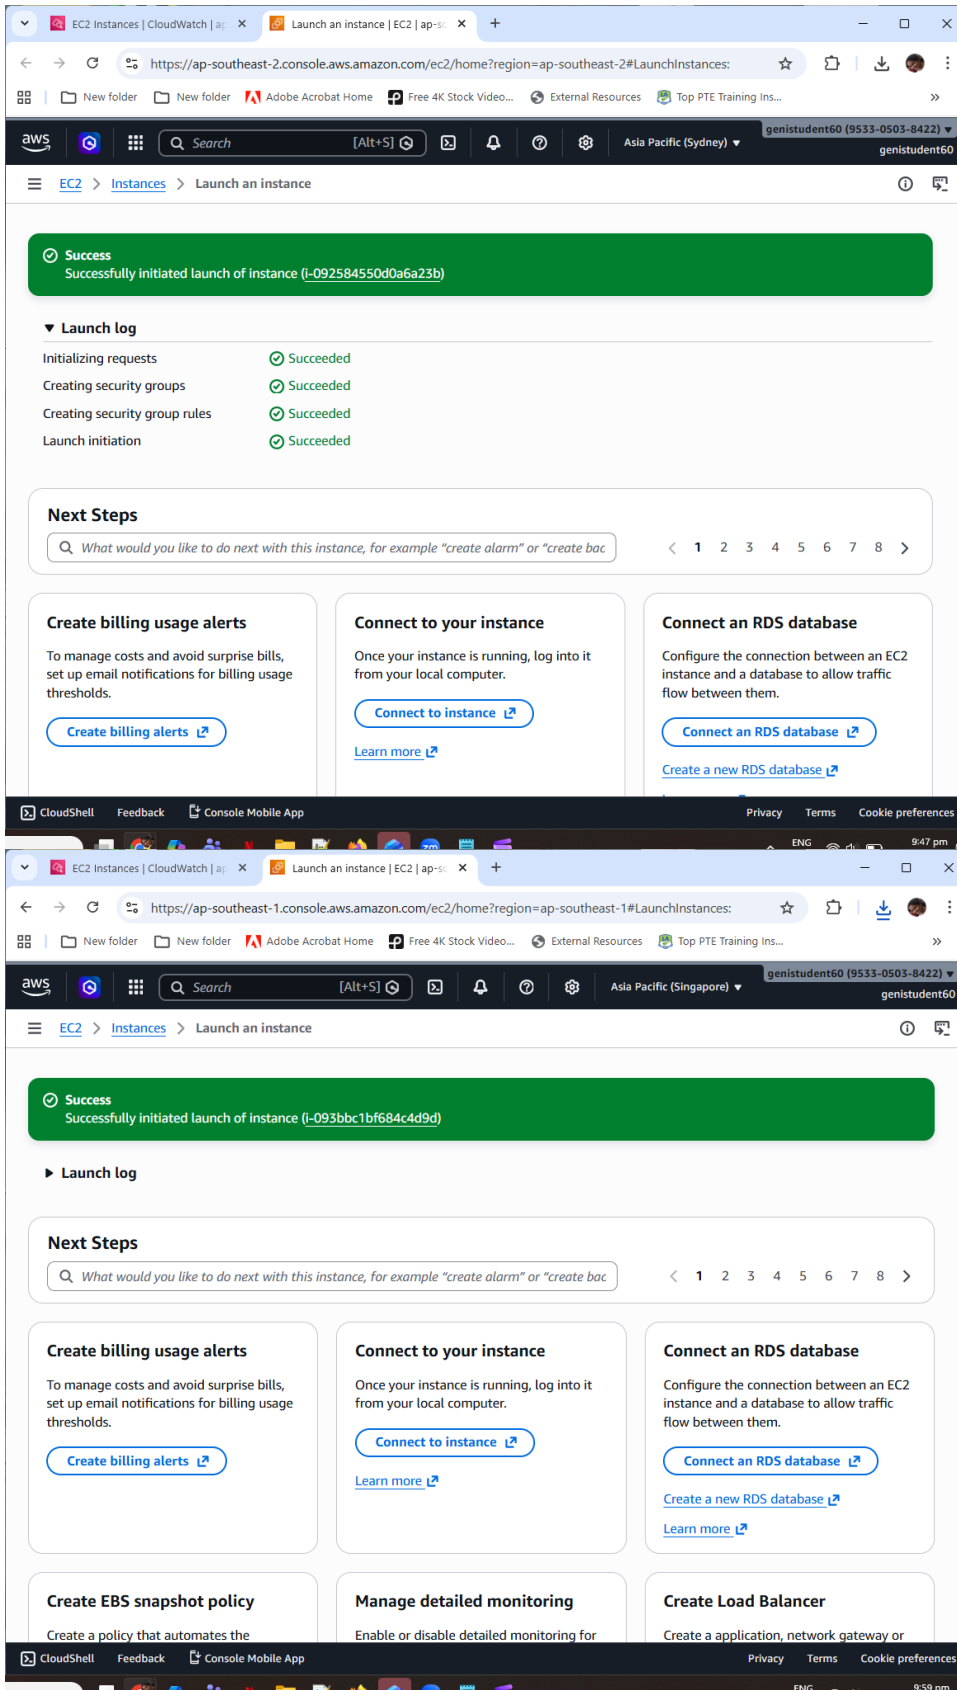 EC2 Instances | CloudWatch | ap
Launch an instance | EC2 | ap-so
https://ap-southeast-2.console.aws.amazon.com/ec2/home?region=ap-southeast-2#LaunchInstances:
New folder
New folder
Adobe Acrobat Home
Free 4K Stock Video...
External Resources
Top PTE Training Ins...
aws
Search
[Alt+S]
Asia Pacific (Sydney)
genistudent60 (9533-0503-8422)
genistudent60
EC2 > Instances > Launch an instance
Success
Successfully initiated launch of instance (i-092584550d0a6a23b)
Launch log
Initializing requests Succeeded
Creating security groups Succeeded
Creating security group rules Succeeded
Launch initiation Succeeded
Next Steps
What would you like to do next with this instance, for example "create alarm" or "create bac
1 2 3 4 5 6 7 8
Create billing usage alerts
To manage costs and avoid surprise bills,
set up email notifications for billing usage
thresholds.
Create billing alerts
Connect to your instance
Once your instance is running, log into it
from your local computer.
Connect to instance
Learn more
Connect an RDS database
Configure the connection between an EC2
instance and a database to allow traffic
flow between them.
Connect an RDS database
Create a new RDS database
CloudShell
Feedback
Console Mobile App
Privacy
Terms
Cookie preferences
ENG
9:47 pm
EC2 Instances | CloudWatch | ap
Launch an instance | EC2 | ap-so
https://ap-southeast-1.console.aws.amazon.com/ec2/home?region=ap-southeast-1#LaunchInstances:
New folder
New folder
Adobe Acrobat Home
Free 4K Stock Video...
External Resources
Top PTE Training Ins...
aws
Search
[Alt+S]
Asia Pacific (Singapore)
genistudent60 (9533-0503-8422)
genistudent60
EC2 > Instances > Launch an instance
Success
Successfully initiated launch of instance (i-093bbc1bf684c4d9d)
Launch log
Next Steps
What would you like to do next with this instance, for example "create alarm" or "create bac
1 2 3 4 5 6 7 8
Create billing usage alerts
To manage costs and avoid surprise bills,
set up email notifications for billing usage
thresholds.
Create billing alerts
Connect to your instance
Once your instance is running, log into it
from your local computer.
Connect to instance
Learn more
Connect an RDS database
Configure the connection between an EC2
instance and a database to allow traffic
flow between them.
Connect an RDS database
Create a new RDS database
Learn more
Create EBS snapshot policy
Create a policy that automates the
Manage detailed monitoring
Enable or disable detailed monitoring for
Create Load Balancer
Create a application, network gateway or
CloudShell
Feedback
Console Mobile App
Privacy
Terms
Cookie preferences
ENG
9:59 pm